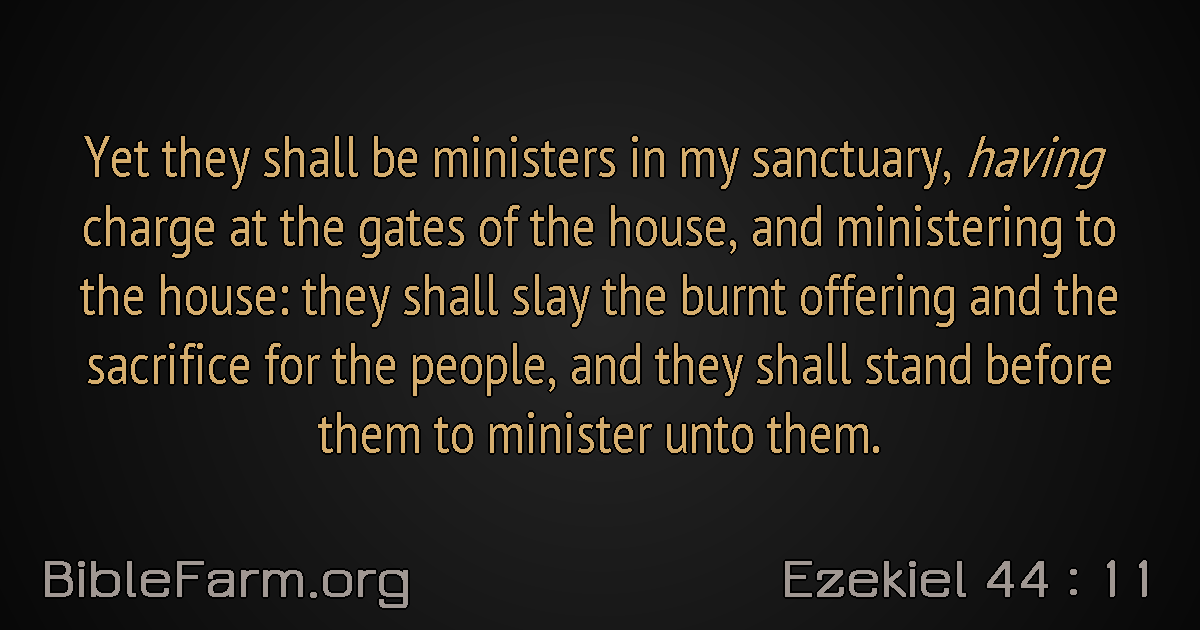 Yet they shall be ministers in my sanctuary, having
charge at the gates of the house, and ministering to
the house: they shall slay the burnt offering and the
sacrifice for the people, and they shall stand before
them to minister unto them.
BibleFarm.org
Ezekiel 44 : 11